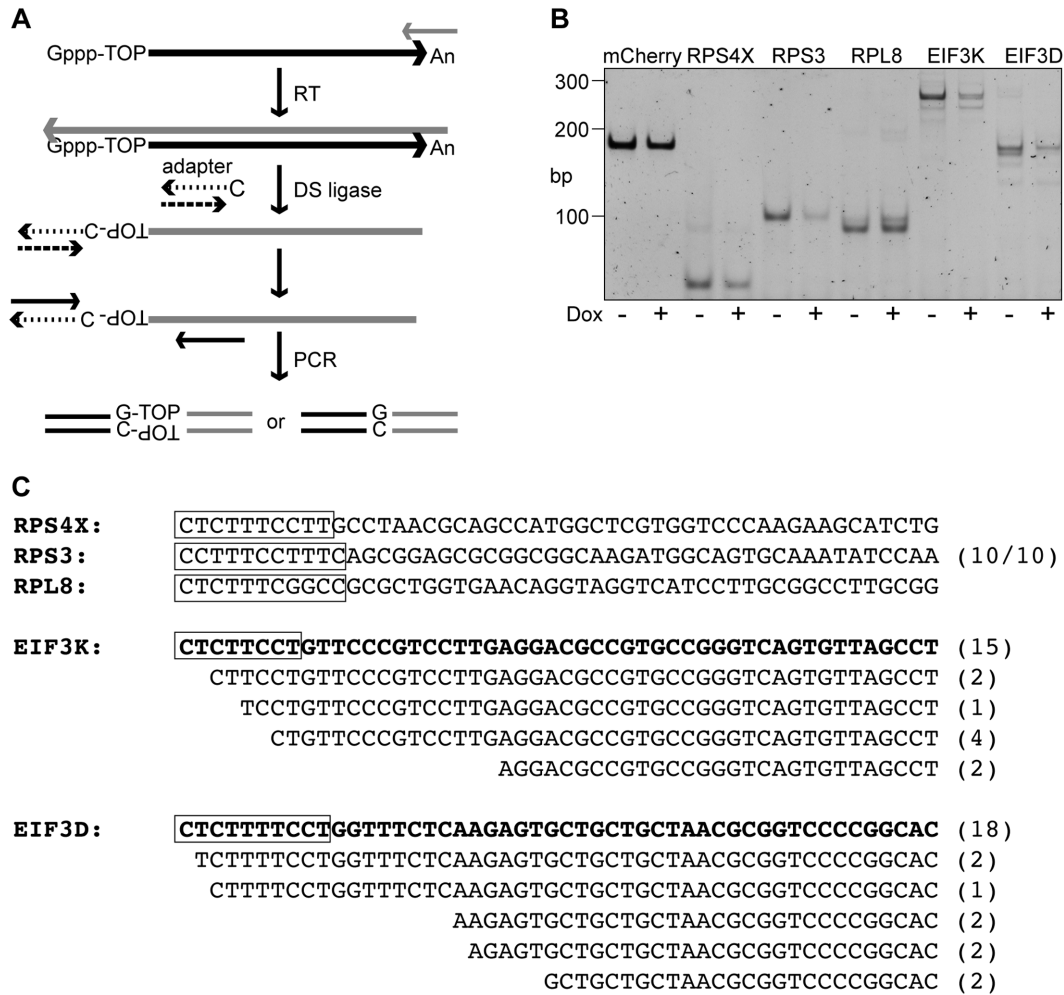 A
Gppp-TOP
An
RT
Gppp-TOP
An
adapter
C
DS ligase
C-TOP
C-TOP
PCR
G-TOP
C-TOP
or
G
C
B
mCherry RPS4X RPS3 RPL8 EIF3K EIF3D
300
200
bp
100
Dox - + - + - + - + - + - +
C
RPS4X: CTCTTTCCTTGCCTAACGCAGCCATGGCTCGTGGTCCCAAGAAGCATCTG
RPS3: CCTTTCCTTTCAGCGGAGCGCGGCGGCAAGATGGCAGTGCAAATATCCAA (10/10)
RPL8: CTCTTTCGGCCGCGCTGGTGAACAGGTAGGTCATCCTTGCGGCCTTGCGG
EIF3K: CTCTTCCTGTTCCCGTCCTTGAGGACGCCGTGCCGGGTCAGTGTTAGCCT (15)
CTTCCTGTTCCCGTCCTTGAGGACGCCGTGCCGGGTCAGTGTTAGCCT (2)
TCCTGTTCCCGTCCTTGAGGACGCCGTGCCGGGTCAGTGTTAGCCT (1)
CTGTTCCCGTCCTTGAGGACGCCGTGCCGGGTCAGTGTTAGCCT (4)
AGGACGCCGTGCCGGGTCAGTGTTAGCCT (2)
EIF3D: CTCTTTTCCTGGTTTCTCAAGAGTGCTGCTGCTAACGCGGTCCCCGGCAC (18)
TCTTTTCCTGGTTTCTCAAGAGTGCTGCTGCTAACGCGGTCCCCGGCAC (2)
CTTTTCCTGGTTTCTCAAGAGTGCTGCTGCTAACGCGGTCCCCGGCAC (1)
AAGAGTGCTGCTGCTAACGCGGTCCCCGGCAC (2)
AGAGTGCTGCTGCTAACGCGGTCCCCGGCAC (2)
GCTGCTGCTAACGCGGTCCCCGGCAC (2)